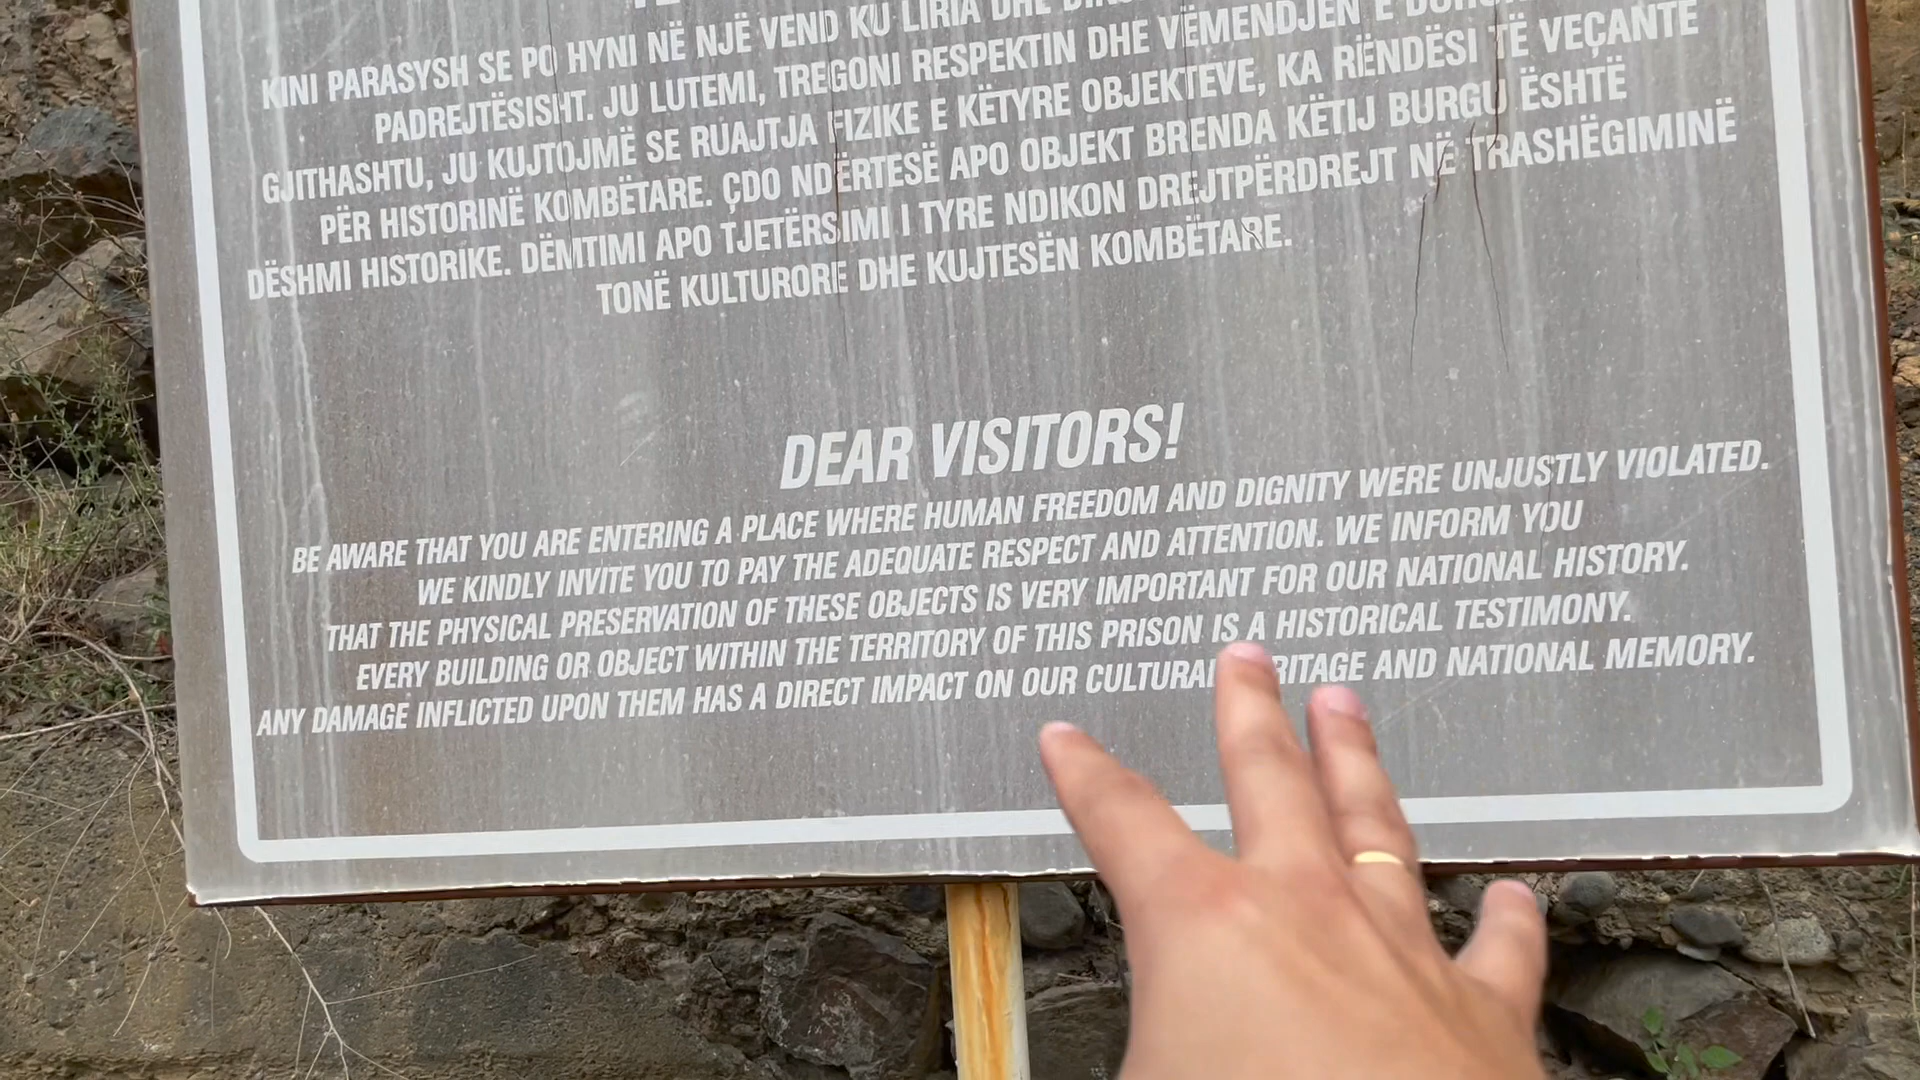 KINI PARASYSH SE PO HYNI NË NJË VEND KU LIRIA DHE
PADREJTËSISHT. JU LUTEMI, TREGONI RESPEKTIN DHE VËMENDJEN E
GJITHASHTU, JU KUJTOJMË SE RUAJTJA FIZIKE E KËTYRE OBJEKTEVE, KA RËNDËSI TË VEÇANTE
PËR HISTORINË KOMBËTARE. ÇDO NDËRTESË APO OBJEKT BRENDA KËTIJ BURGU ËSHTË
DËSHMI HISTORIKE. DËMTIMI APO TJETËRSIMI I TYRE NDIKON DREJTPËRDREJT NË TRASHËGIMINË
TONË KULTURORE DHE KUJTESËN KOMBËTARE.
DEAR VISITORS!
BE AWARE THAT YOU ARE ENTERING A PLACE WHERE HUMAN FREEDOM AND DIGNITY WERE UNJUSTLY VIOLATED.
WE KINDLY INVITE YOU TO PAY THE ADEQUATE RESPECT AND ATTENTION. WE INFORM YOU
THAT THE PHYSICAL PRESERVATION OF THESE OBJECTS IS VERY IMPORTANT FOR OUR NATIONAL HISTORY.
EVERY BUILDING OR OBJECT WITHIN THE TERRITORY OF THIS PRISON IS A HISTORICAL TESTIMONY.
ANY DAMAGE INFLICTED UPON THEM HAS A DIRECT IMPACT ON OUR CULTURAL AND NATIONAL MEMORY.